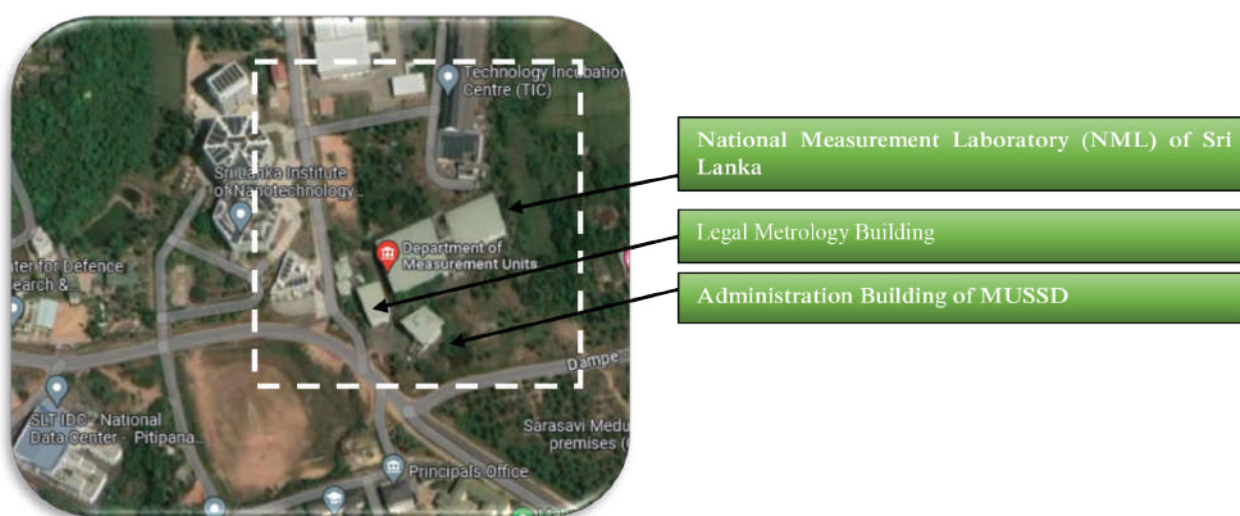 Technology Incubation
Centre (TIC)
National Measurement Laboratory (NML) of Sri
Lanka
Sri Lanka Institute
of Nanotechnology...
Legal Metrology Building
Department of
Measurement Units
ter for Defence
earch &...
Administration Building of MUSSD
Dampe
SLT IDC - National
Data Center - Pitipana...
Sarasavi Medu
premises (
Principals Office